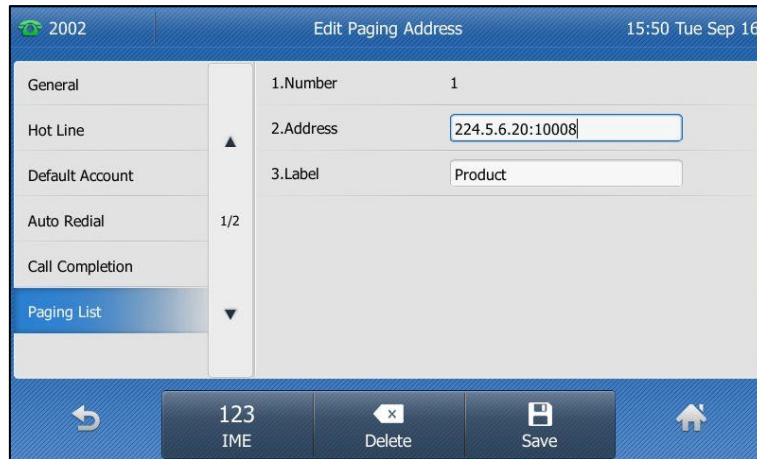 2002 Edit Paging Address 15:50 Tue Sep 16
General
Hot Line
Default Account
Auto Redial
Call Completion
Paging List
1/2
1.Number 1
2.Address 224.5.6.20:10008
3.Label Product
123
IME
Delete
Save